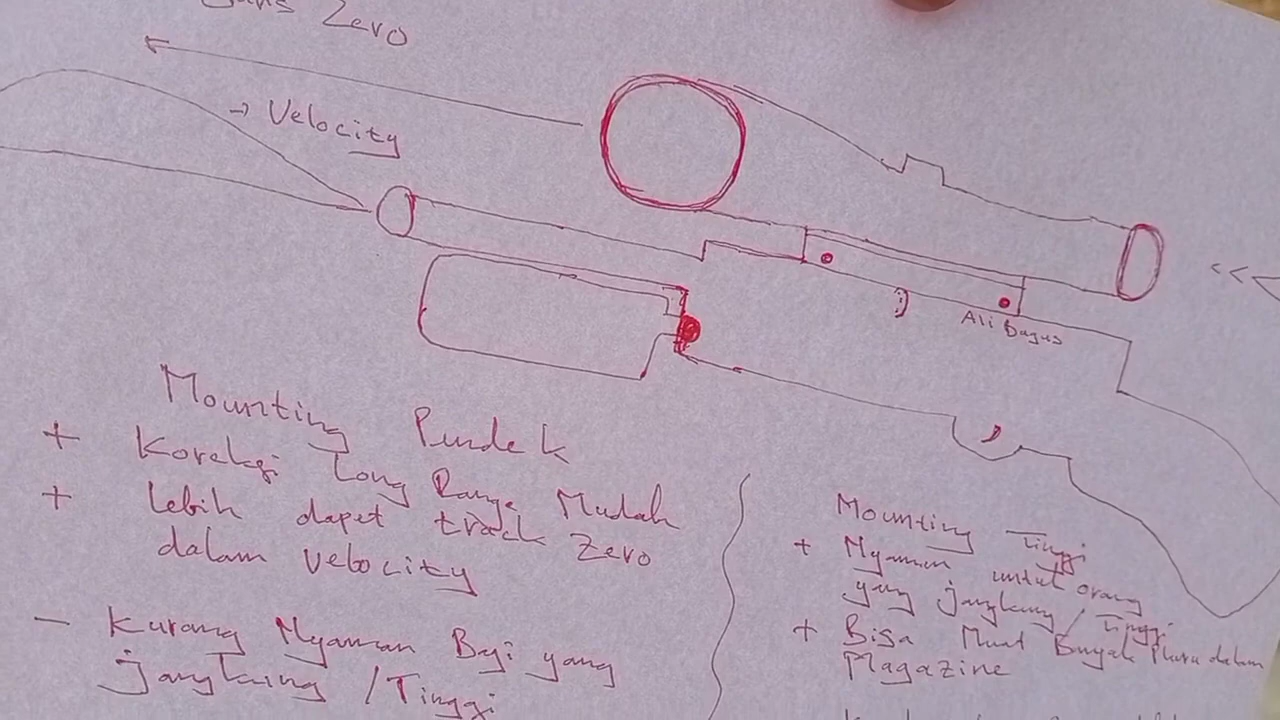 Garis Zero
→ Velocity
Ali Bagus
Mounting Pendek
+ Koreksi Long Range Mudah
+ Lebih dapet track Zero
dalam Velocity
- Kurang Nyaman Bagi yang
jangkung / Tinggi
Mounting Tinggi
+ Nyaman untuk orang
yang jangkung / Tinggi
+ Bisa Muat Banyak Peluru dalam
Magazine